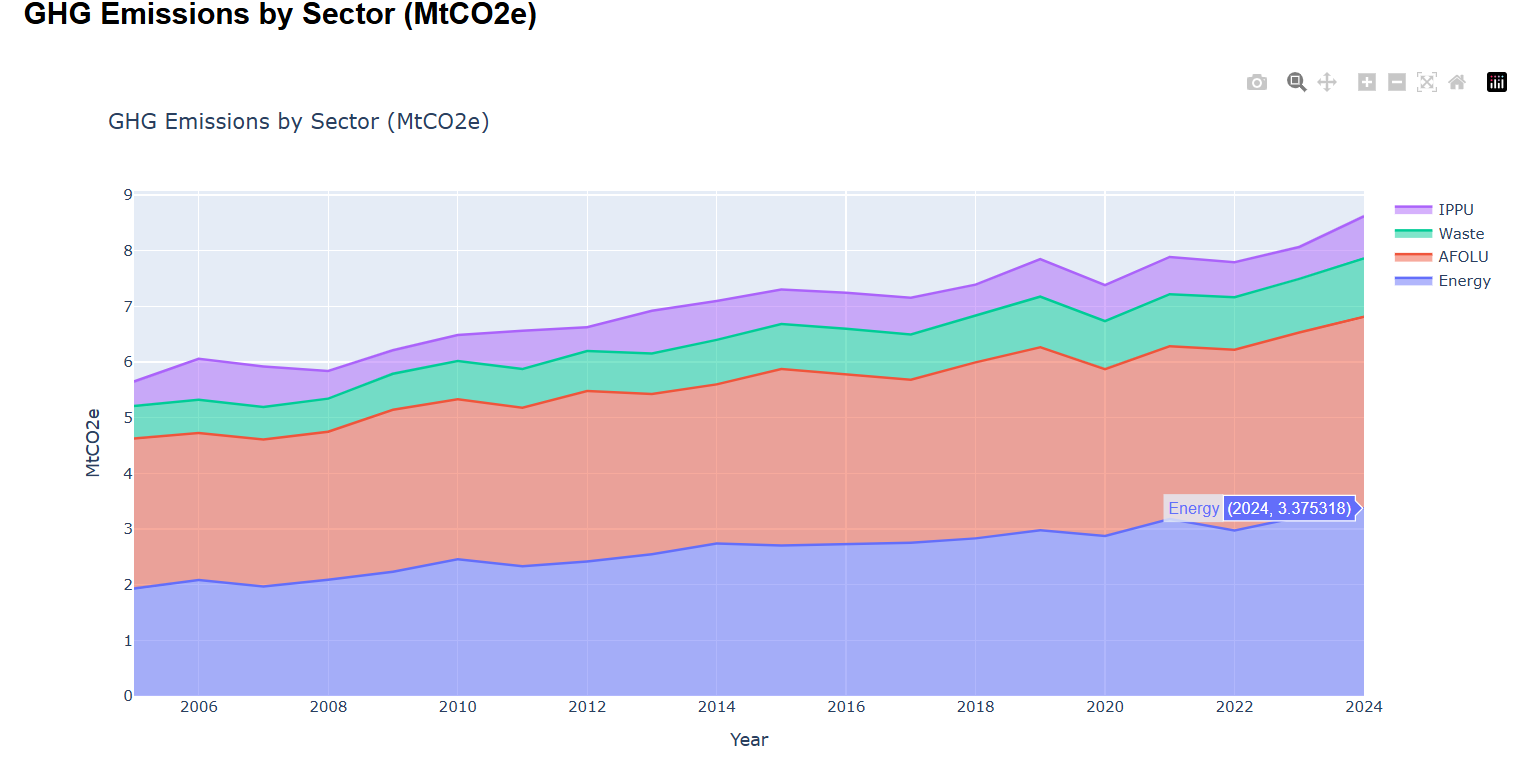 GHG Emissions by Sector (MtCO2e)
GHG Emissions by Sector (MtCO2e)
9
8
7
6
5
4
3
2
1
0
MtCO2e
IPPU
Waste
AFOLU
Energy
Energy (2024, 3.375318)
2006 2008 2010 2012 2014 2016 2018 2020 2022 2024
Year